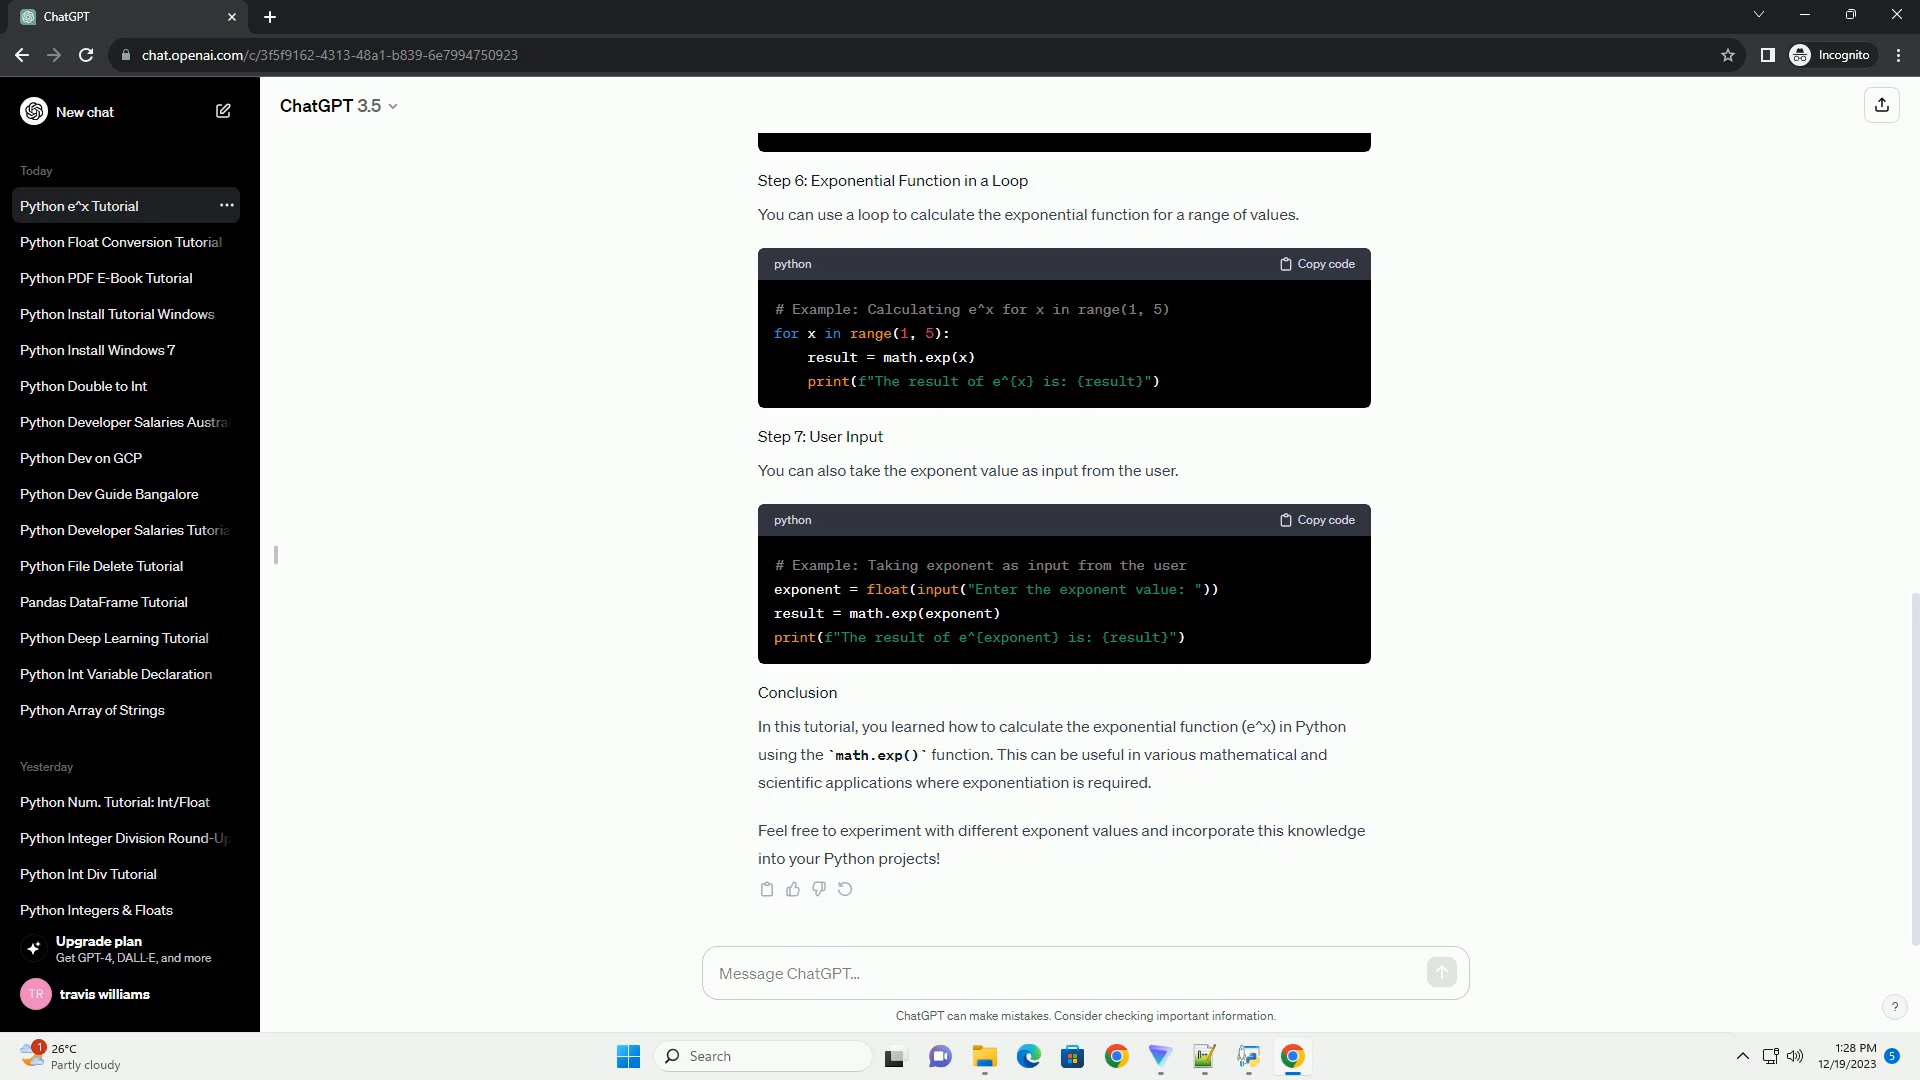 ChatGPT
chat.openai.com/c/3f5f9162-4313-48a1-b839-6e7994750923
Incognito
New chat
ChatGPT 3.5
Today
Python e^x Tutorial
Python Float Conversion Tutorial
Python PDF E-Book Tutorial
Python Install Tutorial Windows
Python Install Windows 7
Python Double to Int
Python Developer Salaries Austra
Python Dev on GCP
Python Dev Guide Bangalore
Python Developer Salaries Tutoria
Python File Delete Tutorial
Pandas DataFrame Tutorial
Python Deep Learning Tutorial
Python Int Variable Declaration
Python Array of Strings
Yesterday
Python Num. Tutorial: Int/Float
Python Integer Division Round-Up
Python Int Div Tutorial
Python Integers & Floats
Upgrade plan
Get GPT-4, DALL·E, and more
TR travis williams
Step 6: Exponential Function in a Loop
You can use a loop to calculate the exponential function for a range of values.
python Copy code
# Example: Calculating e^x for x in range(1, 5)
for x in range(1, 5):
    result = math.exp(x)
    print(f"The result of e^{x} is: {result}")
Step 7: User Input
You can also take the exponent value as input from the user.
python Copy code
# Example: Taking exponent as input from the user
exponent = float(input("Enter the exponent value: "))
result = math.exp(exponent)
print(f"The result of e^{exponent} is: {result}")
Conclusion
In this tutorial, you learned how to calculate the exponential function (e^x) in Python
using the `math.exp()` function. This can be useful in various mathematical and
scientific applications where exponentiation is required.
Feel free to experiment with different exponent values and incorporate this knowledge
into your Python projects!
Message ChatGPT...
ChatGPT can make mistakes. Consider checking important information.
?
1
26°C
Partly cloudy
Search
1:28 PM
12/19/2023
5